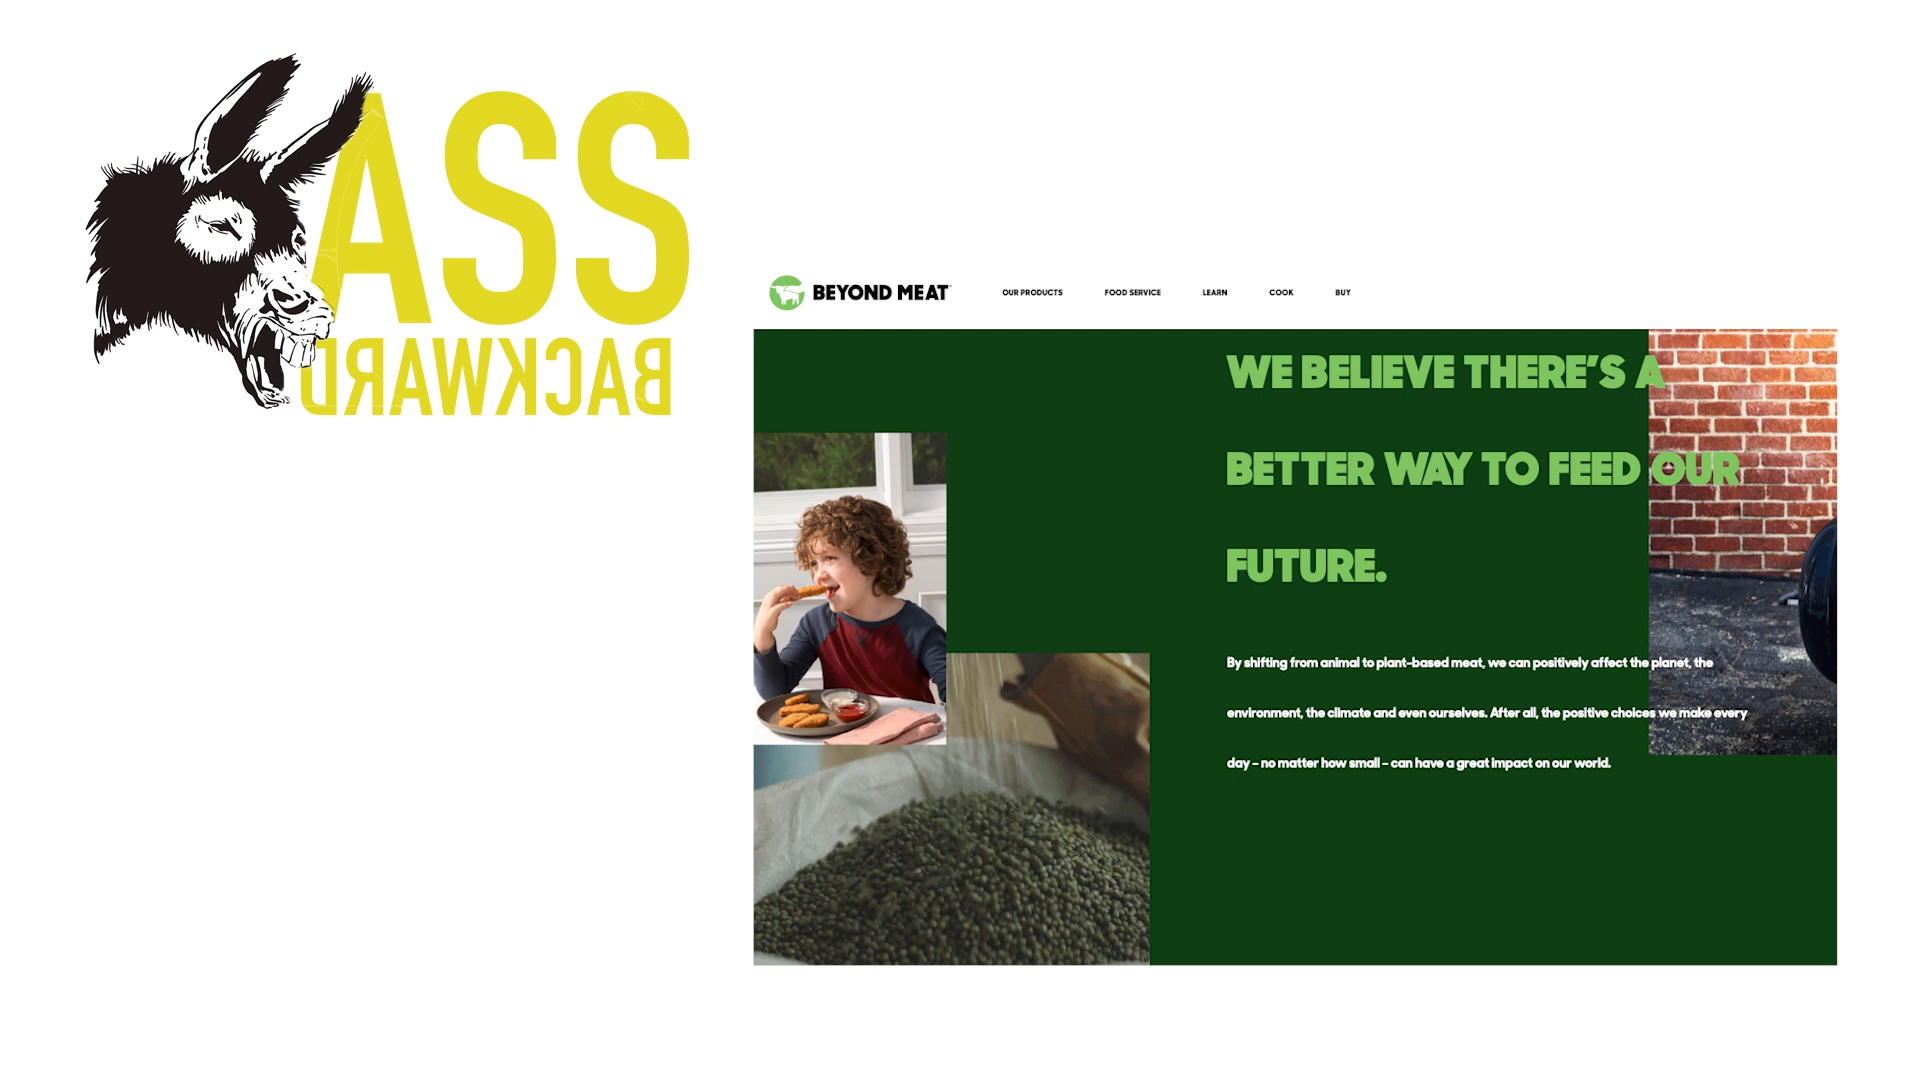 ASS
BACKWARD
BEYOND MEAT
OUR PRODUCTS FOOD SERVICE LEARN COOK BUY
WE BELIEVE THERE'S A
BETTER WAY TO FEED OUR
FUTURE.
By shifting from animal to plant-based meat, we can positively affect the planet, the
environment, the climate and even ourselves. After all, the positive choices we make every
day – no matter how small – can have a great impact on our world.